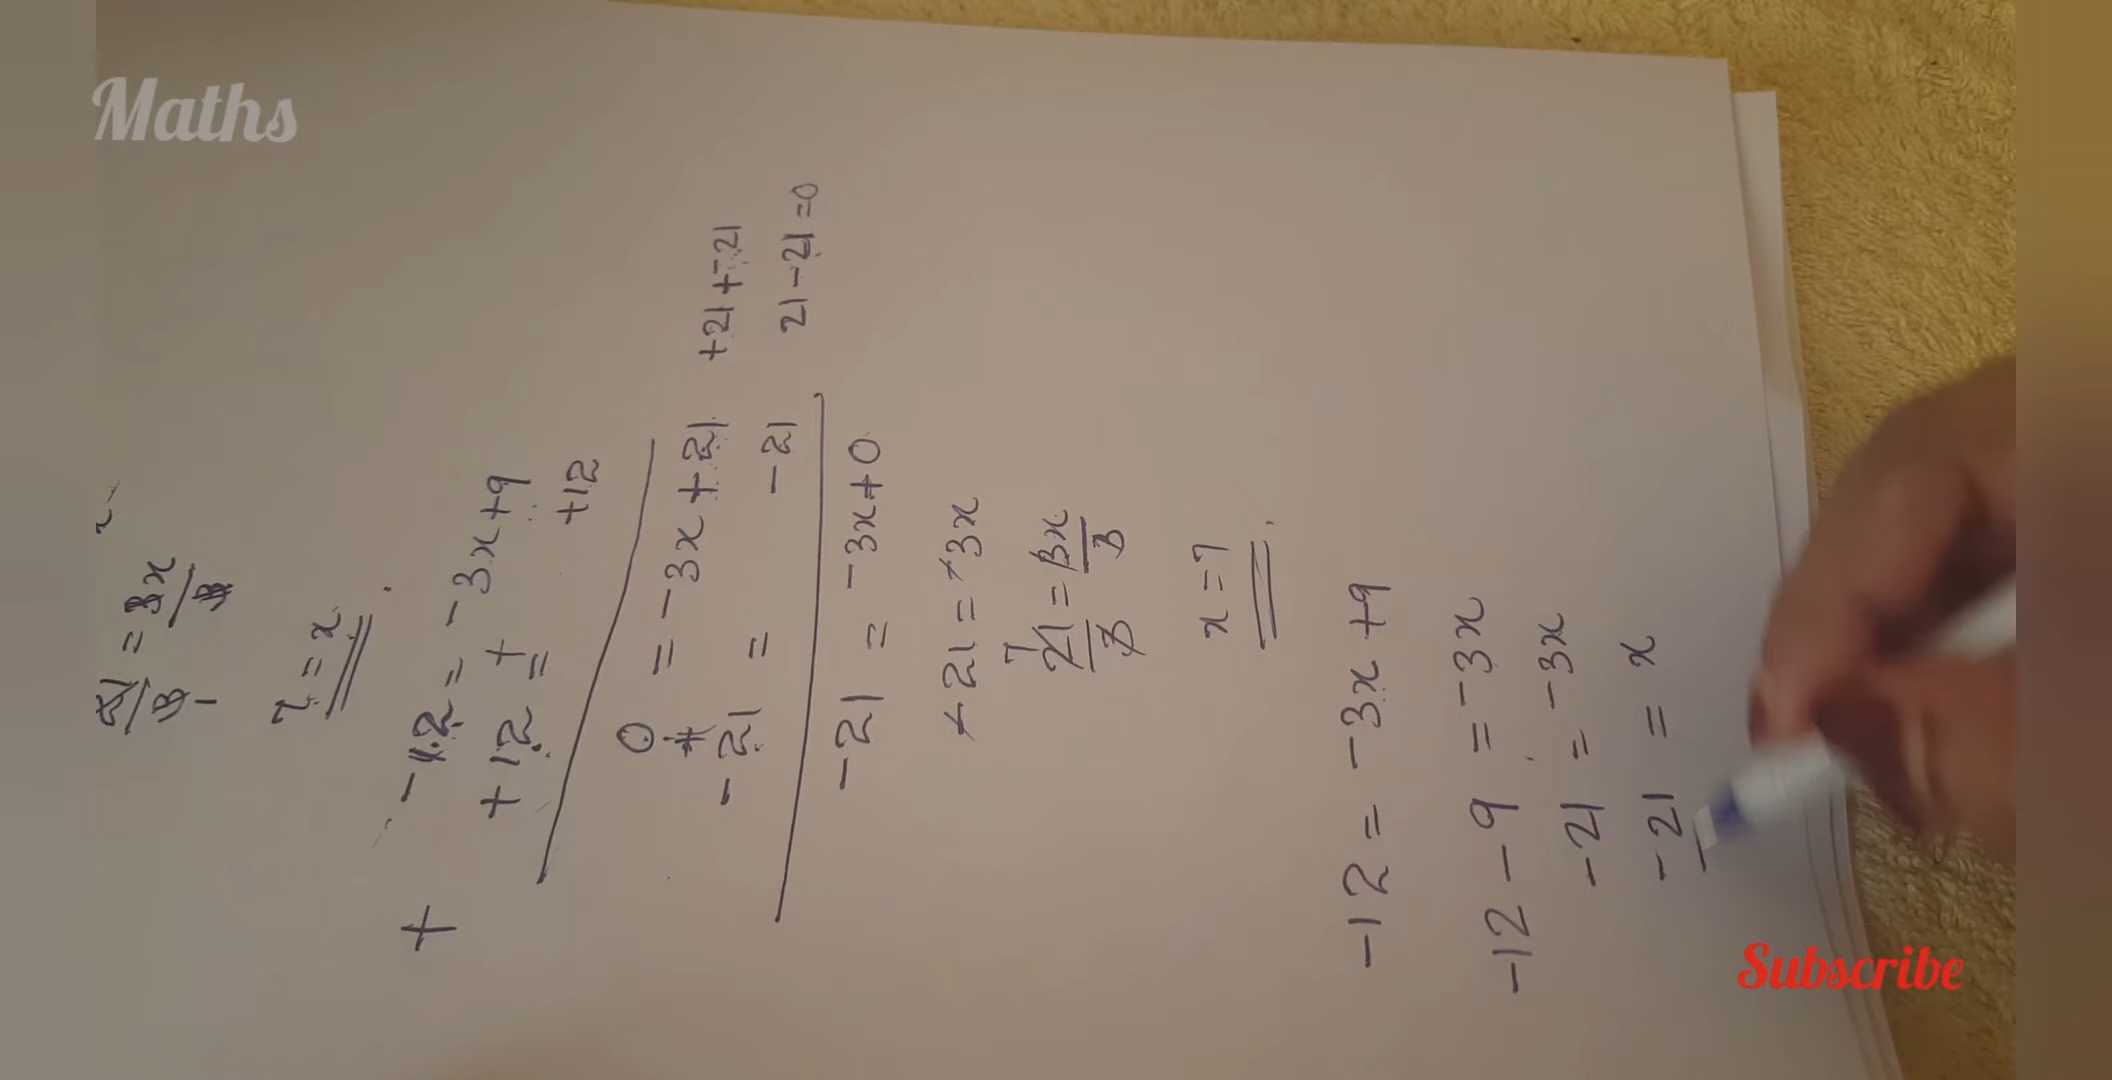 Maths
21/3 = 3x/3
1
7 = x
-12 = -3x + 9
+12 = + +12
+
0 = -3x + 21 +21 + -21
-21 = -21 21 - 21 = 0
-21 = -3x + 0
21 = 3x
7
21/3 = 3x/3
x = 7
-12 = -3x + 9
-12 - 9 = -3x
-21 = -3x
-21 = x
Subscribe